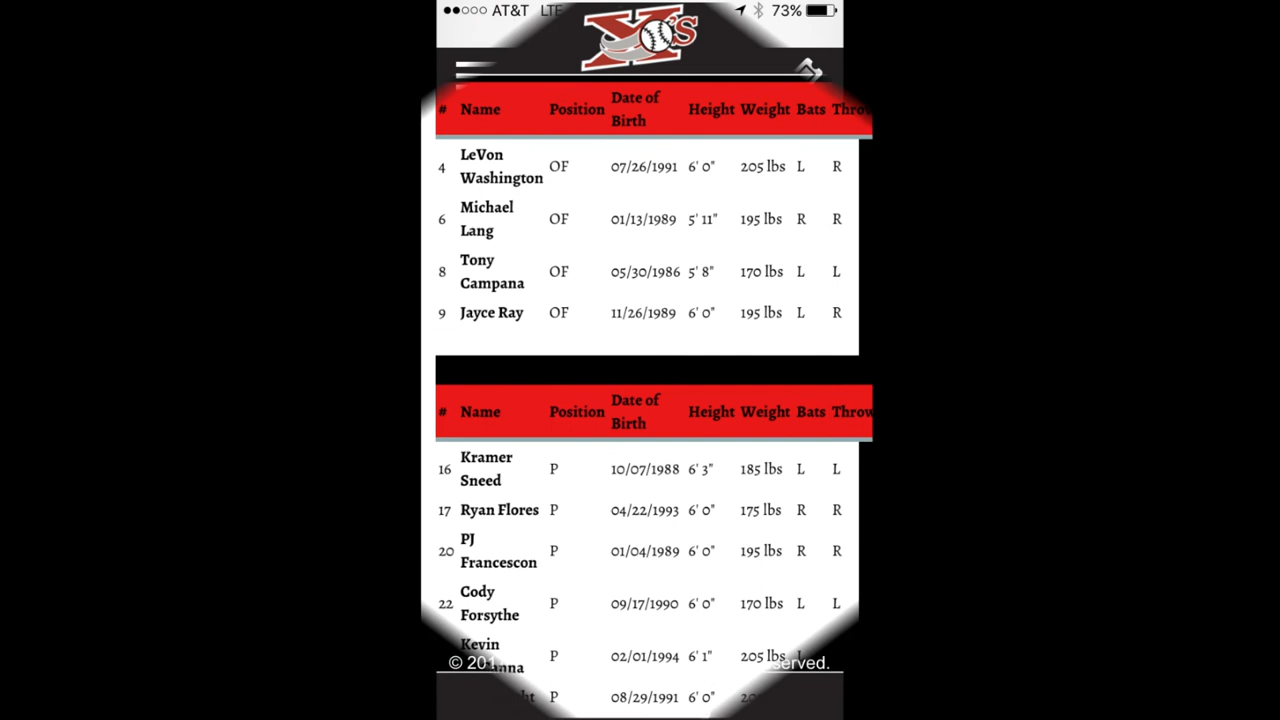 AT&T LTE 73%
X's
# Name Position Date of Birth Height Weight Bats
4 LeVon Washington OF 07/26/1991 6' 0" 205 lbs L R
6 Michael Lang OF 01/13/1989 5' 11" 195 lbs R R
8 Tony Campana OF 05/30/1986 5' 8" 170 lbs L L
9 Jayce Ray OF 11/26/1989 6' 0" 195 lbs L R
# Name Position Date of Birth Height Weight Bats Throw
16 Kramer Sneed P 10/07/1988 6' 3" 185 lbs L L
17 Ryan Flores P 04/22/1993 6' 0" 175 lbs R R
20 PJ Francescon P 01/04/1989 6' 0" 195 lbs R R
22 Cody Forsythe P 09/17/1990 6' 0" 170 lbs L L
Kevin P 02/01/1994 6' 1" 205 lbs
© 201
P 08/29/1991 6' 0"